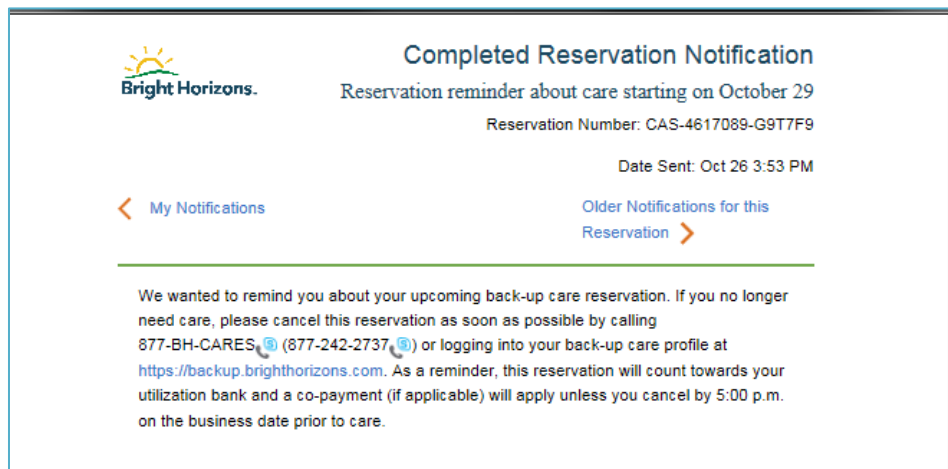 Bright Horizons.
Completed Reservation Notification
Reservation reminder about care starting on October 29
Reservation Number: CAS-4617089-G9T7F9
Date Sent: Oct 26 3:53 PM
My Notifications
Older Notifications for this
Reservation
We wanted to remind you about your upcoming back-up care reservation. If you no longer
need care, please cancel this reservation as soon as possible by calling
877-BH-CARES (877-242-2737) or logging into your back-up care profile at
https://backup.brighthorizons.com. As a reminder, this reservation will count towards your
utilization bank and a co-payment (if applicable) will apply unless you cancel by 5:00 p.m.
on the business date prior to care.